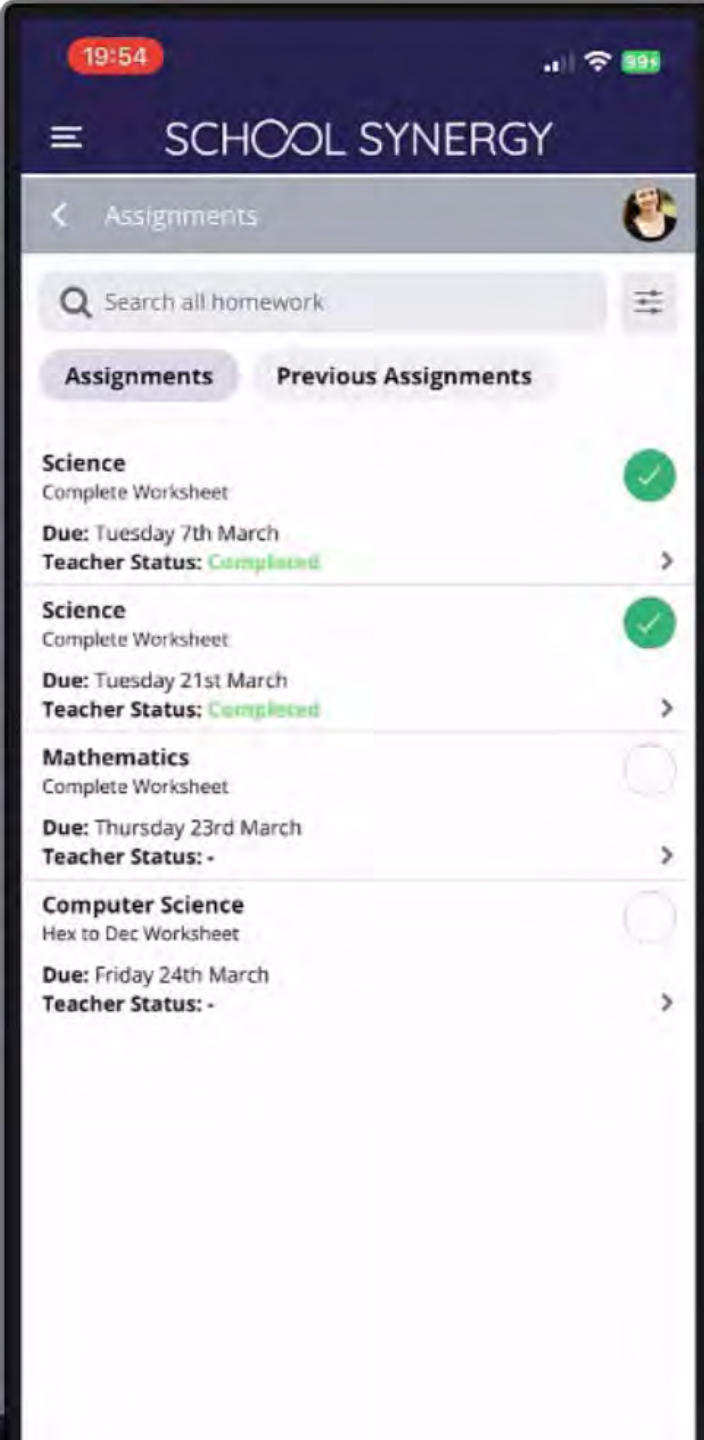 19:54
99
SCHOOL SYNERGY
Assignments
Search all homework
Assignments Previous Assignments
Science
Complete Worksheet
Due: Tuesday 7th March
Teacher Status: Completed
Science
Complete Worksheet
Due: Tuesday 21st March
Teacher Status: Completed
Mathematics
Complete Worksheet
Due: Thursday 23rd March
Teacher Status: -
Computer Science
Hex to Dec Worksheet
Due: Friday 24th March
Teacher Status: -